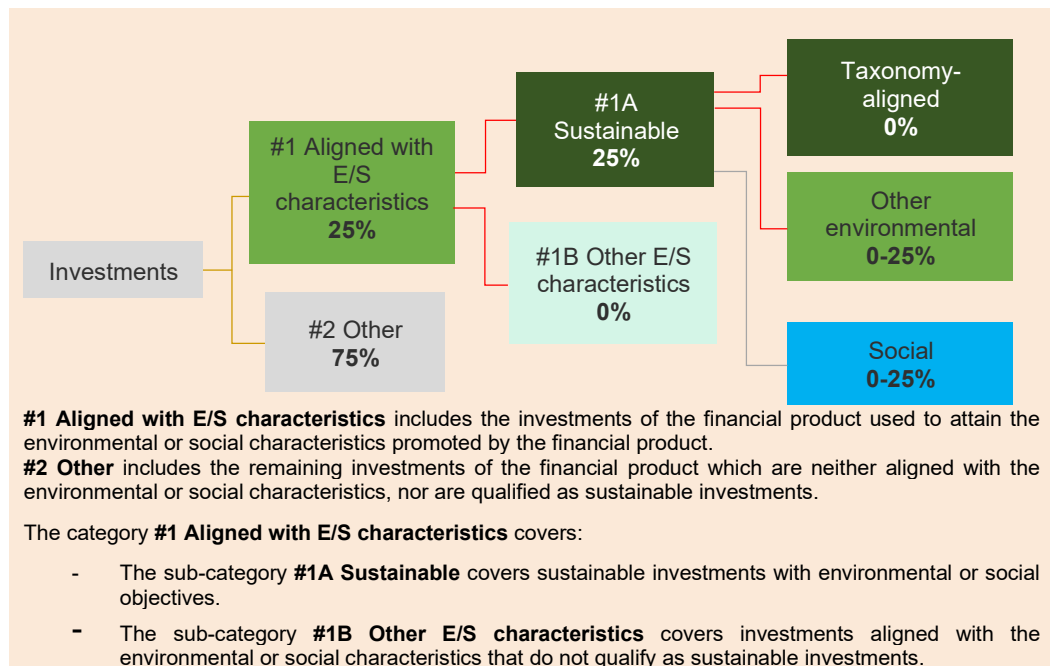 Investments
#1 Aligned with
E/S
characteristics
25%
#2 Other
75%
#1A
Sustainable
25%
#1B Other E/S
characteristics
0%
Taxonomy-
aligned
0%
Other
environmental
0-25%
Social
0-25%
#1 Aligned with E/S characteristics includes the investments of the financial product used to attain the
environmental or social characteristics promoted by the financial product.
#2 Other includes the remaining investments of the financial product which are neither aligned with the
environmental or social characteristics, nor are qualified as sustainable investments.
The category #1 Aligned with E/S characteristics covers:
- The sub-category #1A Sustainable covers sustainable investments with environmental or social
objectives.
- The sub-category #1B Other E/S characteristics covers investments aligned with the
environmental or social characteristics that do not qualify as sustainable investments.